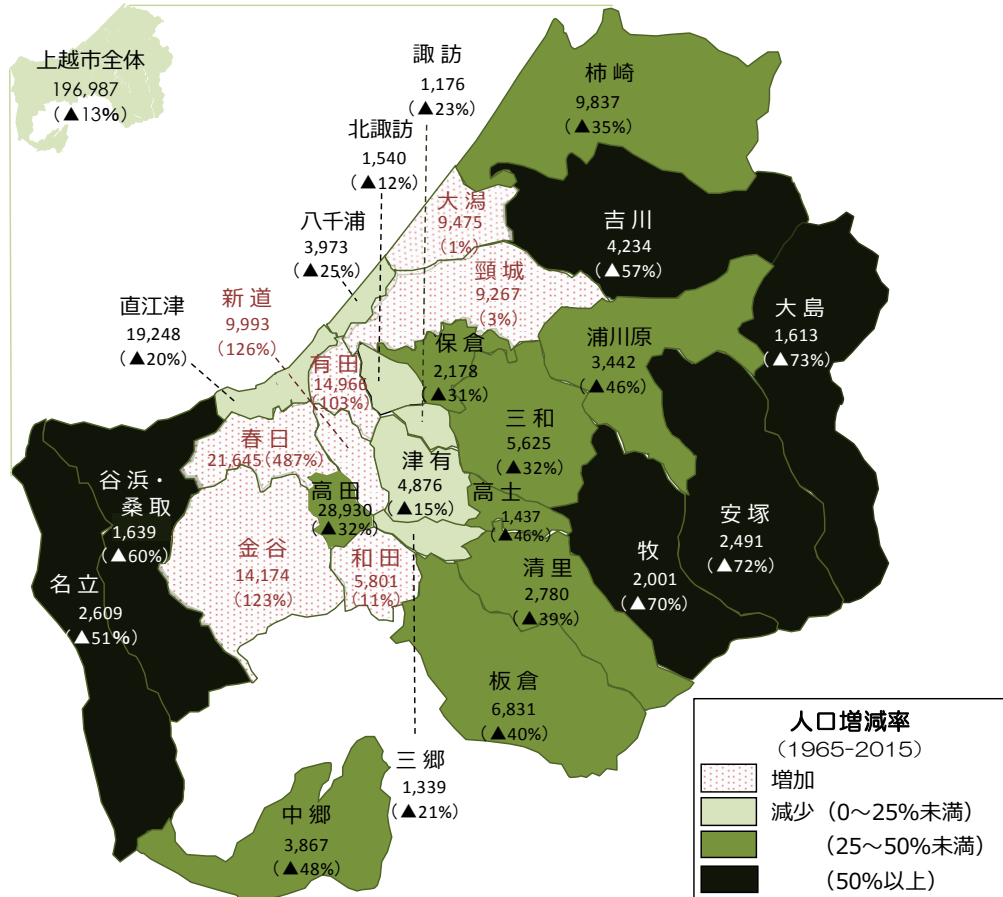 上越市全体
196,987
(▲13%)
諏訪
1,176
(▲23%)
柿崎
9,837
(▲35%)
北諏訪
1,540
(▲12%)
大潟
9,475
(1%)
吉川
4,234
(▲57%)
八千浦
3,973
(▲25%)
頸城
9,267
(3%)
新道
9,993
(126%)
直江津
19,248
(▲20%)
大島
1,613
(▲73%)
浦川原
3,442
(▲46%)
保倉
2,178
(▲31%)
有田
14,966
(103%)
三和
5,625
(▲32%)
春日
21,645(487%)
津有
4,876
(▲15%)
谷浜・
桑取
1,639
(▲60%)
高田
28,930
(▲32%)
高士
1,437
(▲46%)
安塚
2,491
(▲72%)
金谷
14,174
(123%)
和田
5,801
(11%)
牧
2,001
(▲70%)
清里
2,780
(▲39%)
名立
2,609
(▲51%)
板倉
6,831
(▲40%)
三郷
1,339
(▲21%)
中郷
3,867
(▲48%)
人口増減率
(1965-2015)
増加
減少(0～25%未満)
(25～50%未満)
(50%以上)